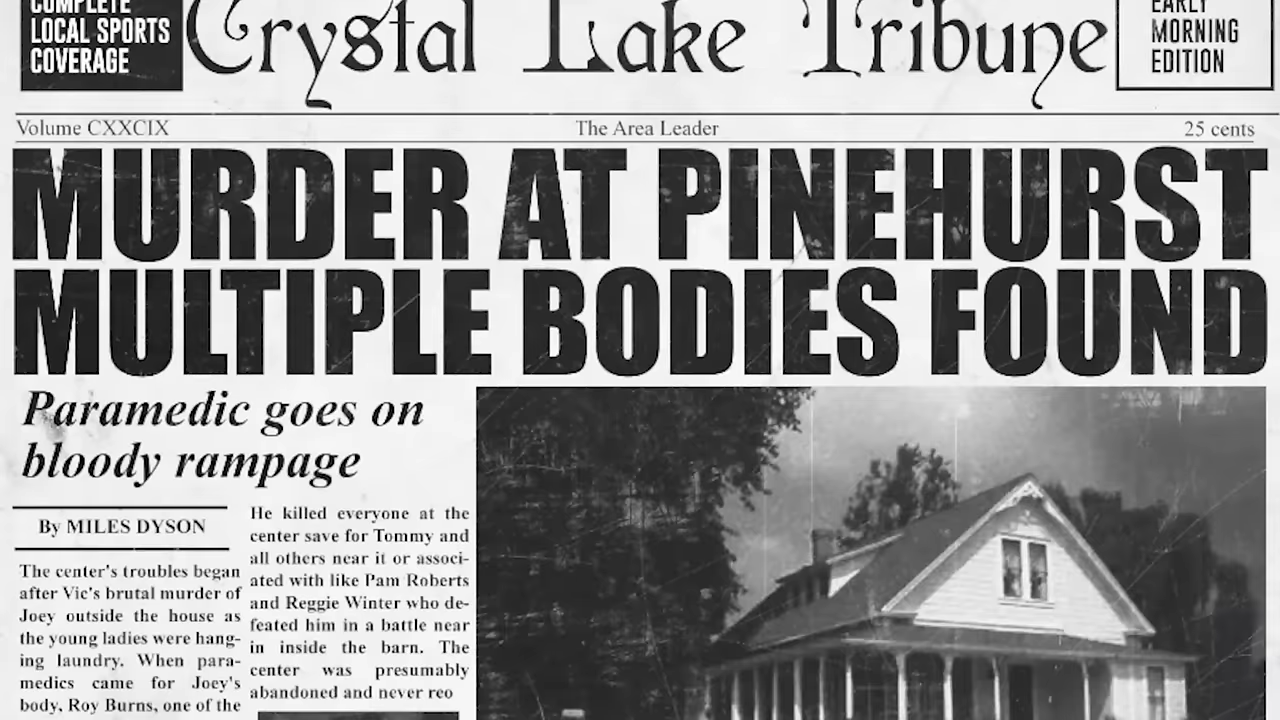 COMPLETE
LOCAL SPORTS
COVERAGE
Crystal Lake Tribune
EARLY
MORNING
EDITION
Volume CXXCIX
The Area Leader
25 cents
MURDER AT PINEHURST
MULTIPLE BODIES FOUND
Paramedic goes on
bloody rampage
By MILES DYSON
The center's troubles began
after Vic's brutal murder of
Joey outside the house as
the young ladies were hang-
ing laundry. When para-
medics came for Joey's
body, Roy Burns, one of the
He killed everyone at the
center save for Tommy and
all others near it or associ-
ated with like Pam Roberts
and Reggie Winter who de-
feated him in a battle near
in inside the barn. The
center was presumably
abandoned and never reo